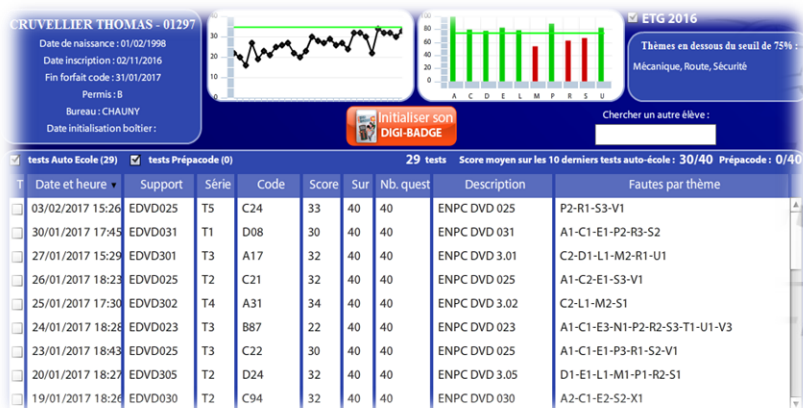 CRUVELLIER THOMAS - 01297
Date de naissance : 01/02/1998
Date inscription : 02/11/2016
Fin forfait code : 31/01/2017
Permis : B
Bureau : CHAUNY
Date initialisation boîtier :
40
30
20
10
0
80
60
40
20
0
A C D E L M P R S U
ETG 2016
Thèmes en dessous du seuil de 75% :
Mécanique, Route, Sécurité
Initialiser son
DIGI-BADGE
Chercher un autre élève :
tests Auto Ecole (29) tests Prépacode (0) 29 tests Score moyen sur les 10 derniers tests auto-école : 30/40 Prépacode : 0/40
T Date et heure Support Série Code Score Sur Nb. quest Description Fautes par thème
03/02/2017 15:26 EDVD025 T5 C24 33 40 40 ENPC DVD 025 P2-R1-S3-V1
30/01/2017 17:45 EDVD031 T1 D08 30 40 40 ENPC DVD 031 A1-C1-E1-P2-R3-S2
27/01/2017 15:29 EDVD301 T3 A17 32 40 40 ENPC DVD 3.01 C2-D1-L1-M2-R1-U1
26/01/2017 18:23 EDVD025 T2 C21 32 40 40 ENPC DVD 025 A1-C2-E1-S3-V1
25/01/2017 17:30 EDVD302 T4 A31 34 40 40 ENPC DVD 3.02 C2-L1-M2-S1
24/01/2017 18:28 EDVD023 T3 B87 22 40 40 ENPC DVD 023 A1-C1-E3-N1-P2-R2-S3-T1-U1-V3
23/01/2017 18:43 EDVD025 T3 C22 30 40 40 ENPC DVD 025 A1-C1-E1-P3-R1-S2-V1
20/01/2017 18:27 EDVD305 T2 D24 32 40 40 ENPC DVD 3.05 D1-E1-L1-M1-P1-R2-S1
19/01/2017 18:26 EDVD030 T2 C94 32 40 40 ENPC DVD 030 A2-C1-E2-S2-X1